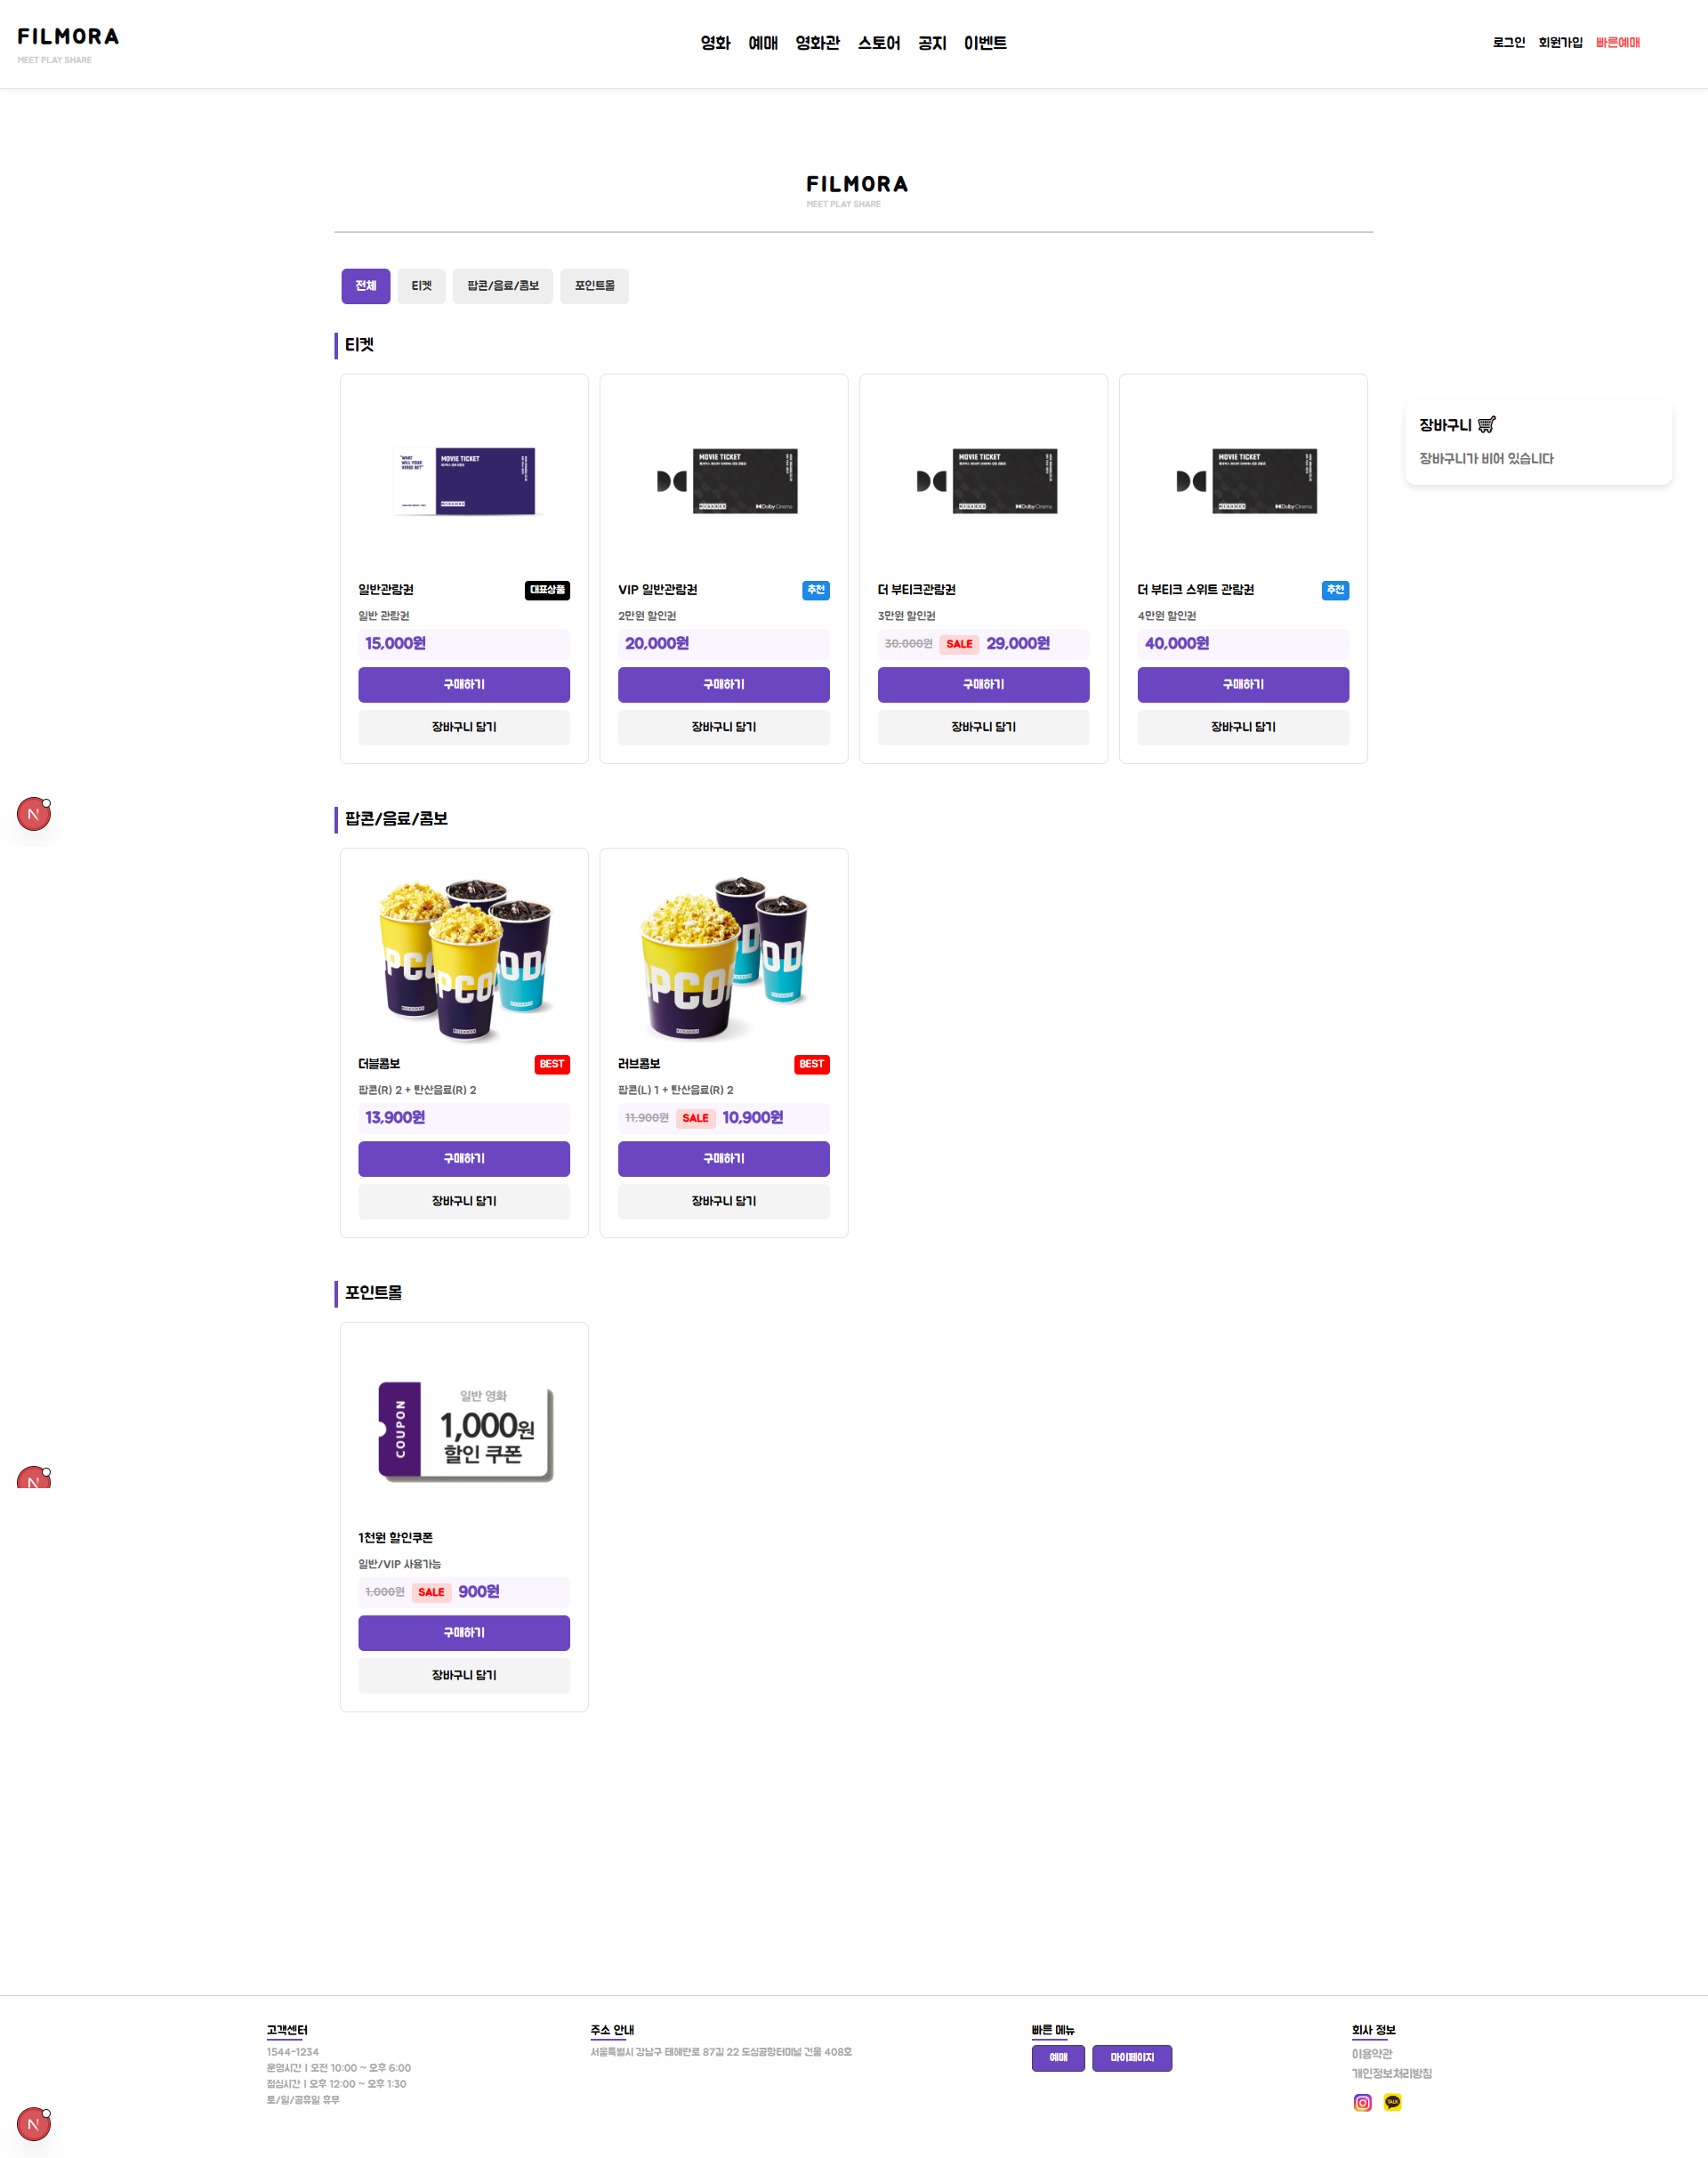 FILMORA
MEET PLAY SHARE
영화 예매 영화관 스토어 공지 이벤트
로그인 회원가입 빠른예매
FILMORA
MEET PLAY SHARE
전체 티켓 팝콘/음료/콤보 포인트몰
티켓
"WHAT WILL YOUR VERSE BE?"
MOVIE TICKET
MOVIE TICKET
Dolby Cinema
MOVIE TICKET
Dolby Cinema
MOVIE TICKET
Dolby Cinema
장바구니
장바구니가 비어 있습니다
일반관람권 대표상품
일반 관람권
15,000원
구매하기
장바구니 담기
VIP 일반관람권 추천
2만원 할인권
20,000원
구매하기
장바구니 담기
더 부티크관람권
3만원 할인권
30,000원 SALE 29,000원
구매하기
장바구니 담기
더 부티크 스위트 관람권 추천
4만원 할인권
40,000원
구매하기
장바구니 담기
N
팝콘/음료/콤보
더블콤보 BEST
팝콘(R) 2 + 탄산음료(R) 2
13,900원
구매하기
장바구니 담기
러브콤보 BEST
팝콘(L) 1 + 탄산음료(R) 2
11,900원 SALE 10,900원
구매하기
장바구니 담기
포인트몰
COUPON
일반 영화
1,000원
할인 쿠폰
N
1천원 할인쿠폰
일반/VIP 사용가능
1,000원 SALE 900원
구매하기
장바구니 담기
고객센터
1544-1234
운영시간 | 오전 10:00 ~ 오후 6:00
점심시간 | 오후 12:00 ~ 오후 1:30
토/일/공휴일 휴무
주소 안내
서울특별시 강남구 테헤란로 87길 22 도심공항터미널 건물 408호
빠른 메뉴
예매 마이페이지
회사 정보
이용약관
개인정보처리방침
TALK
N